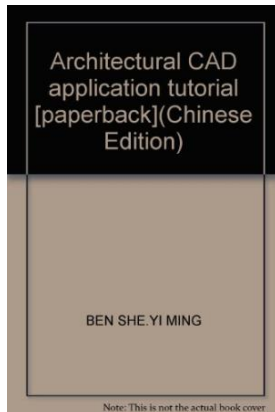 Architectural CAD
application tutorial
[paperback](Chinese
Edition)
BEN SHE.YI MING
Note: This is not the actual book cover